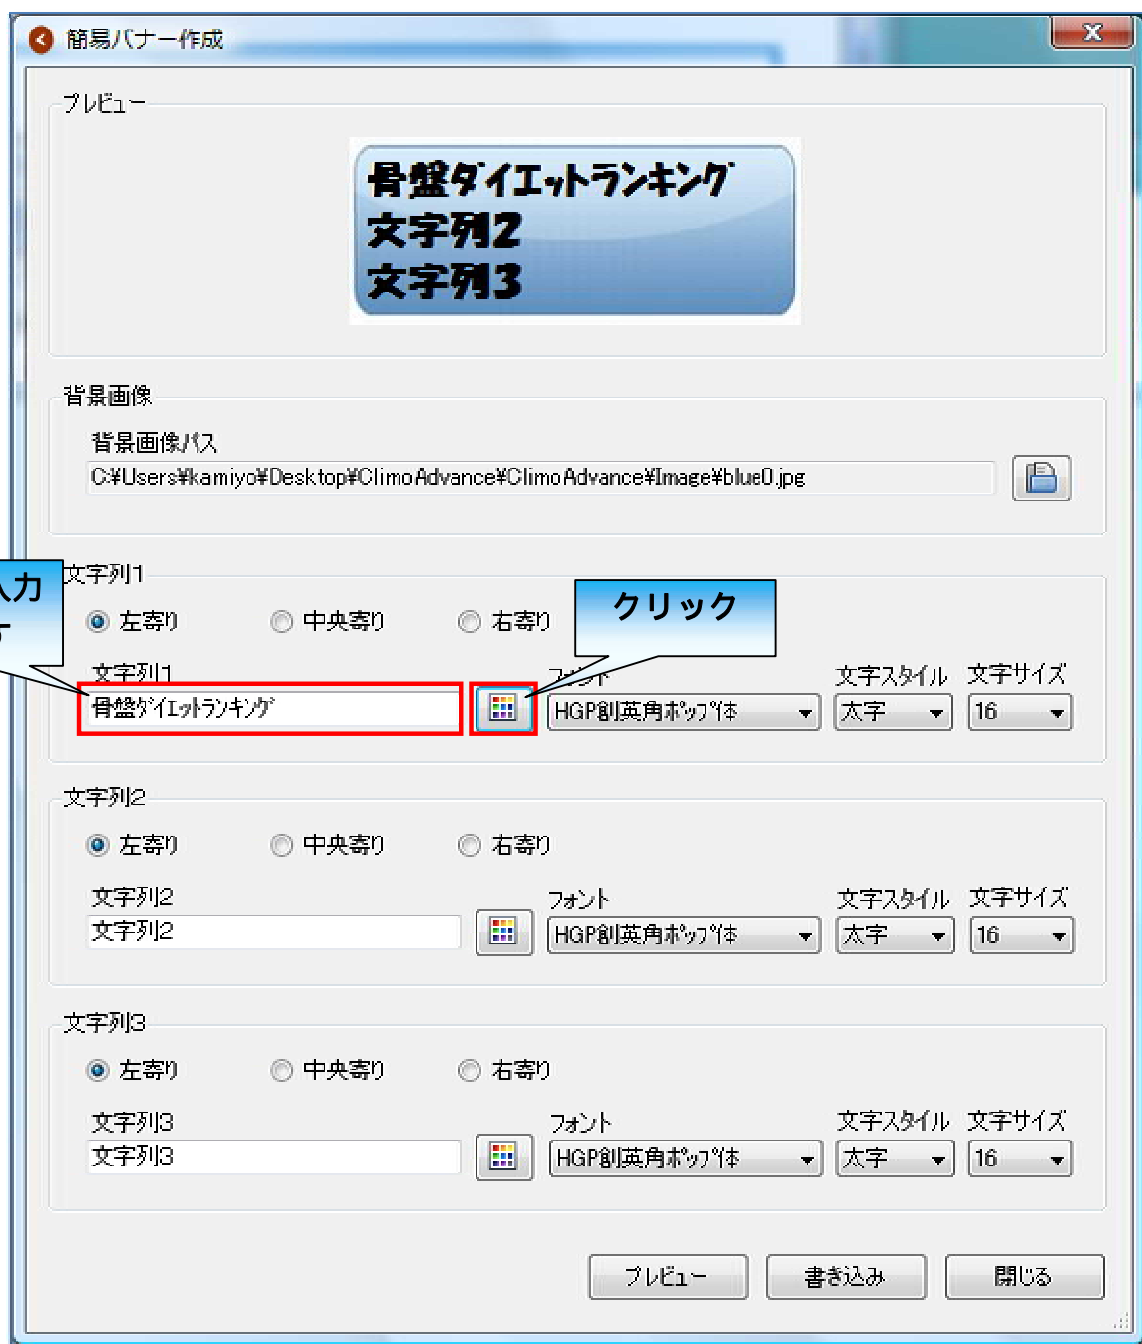 簡易バナー作成
プレビュー
骨盤ダイエットランキング
文字列2
文字列3
背景画像
背景画像パス
C:¥Users¥kamiyo¥Desktop¥ClimoAdvance¥ClimoAdvance¥Image¥blue0.jpg
入力
す
文字列1
左寄り 中央寄り 右寄り
クリック
文字列1 フォント 文字スタイル 文字サイズ
骨盤ダイエットランキング HGP創英角ポップ体 太字 16
文字列2
左寄り 中央寄り 右寄り
文字列2 フォント 文字スタイル 文字サイズ
文字列2 HGP創英角ポップ体 太字 16
文字列3
左寄り 中央寄り 右寄り
文字列3 フォント 文字スタイル 文字サイズ
文字列3 HGP創英角ポップ体 太字 16
プレビュー 書き込み 閉じる